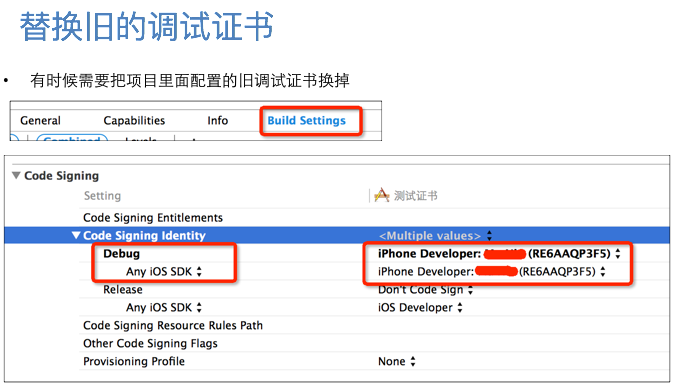 替换旧的调试证书
• 有时候需要把项目里面配置的旧调试证书换掉
General Capabilities Info Build Settings
Combined Levels
Code Signing
Setting 测试证书
Code Signing Entitlements
Code Signing Identity <Multiple values>
Debug iPhone Developer: (RE6AAQP3F5)
Any iOS SDK iPhone Developer: (RE6AAQP3F5)
Release Don't Code Sign
Any iOS SDK iOS Developer
Code Signing Resource Rules Path
Other Code Signing Flags
Provisioning Profile None